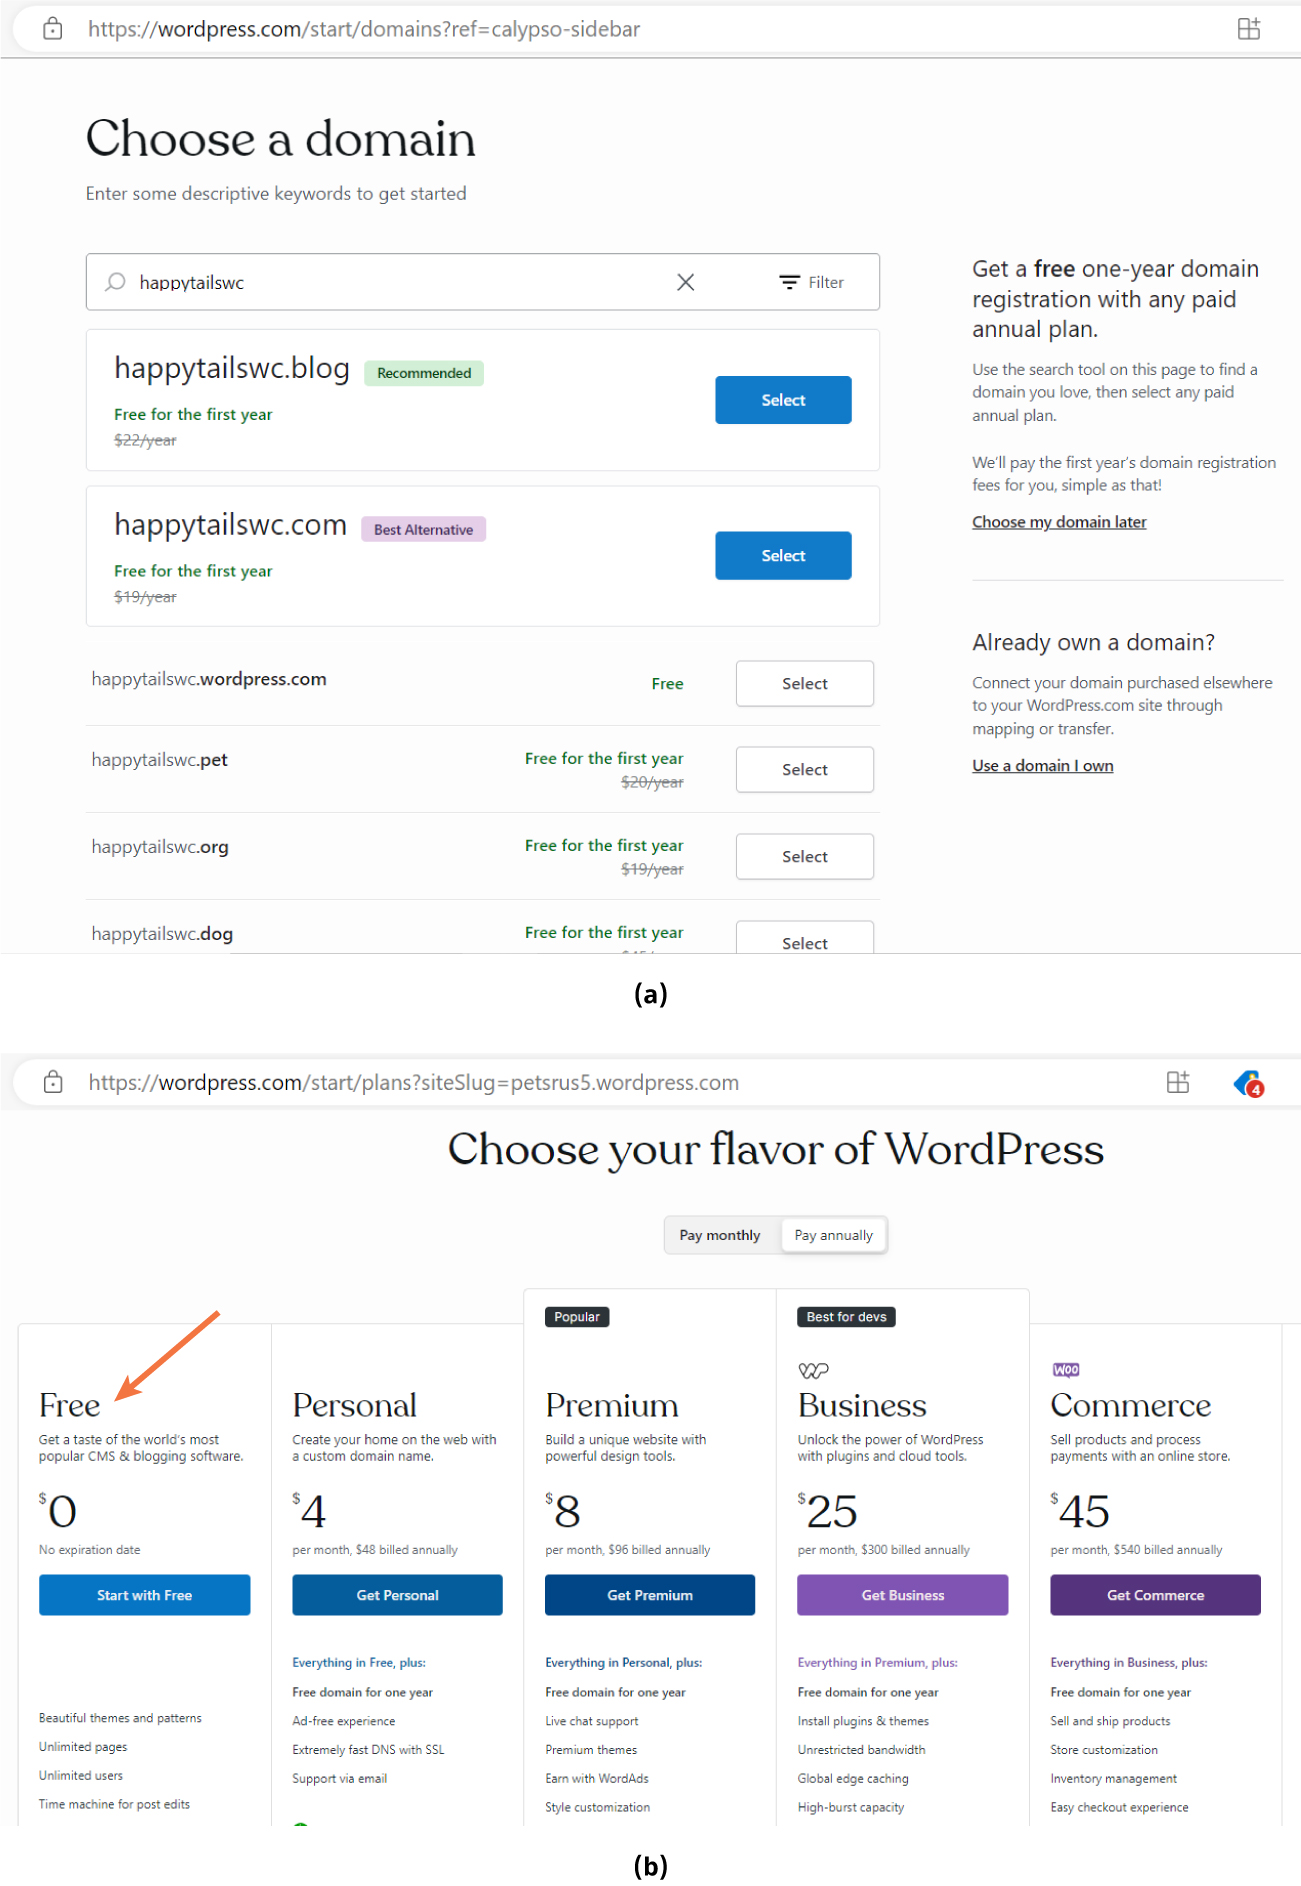 https://wordpress.com/start/domains?ref=calypso-sidebar
Choose a domain
Enter some descriptive keywords to get started
happytailswc
Filter
happytailswc.blog
Recommended
Free for the first year
$22/year
Select
happytailswc.com
Best Alternative
Free for the first year
$19/year
Select
happytailswc.wordpress.com
Free
Select
happytailswc.pet
Free for the first year
$20/year
Select
happytailswc.org
Free for the first year
$19/year
Select
happytailswc.dog
Free for the first year
Select
Get a free one-year domain
registration with any paid
annual plan.
Use the search tool on this page to find a
domain you love, then select any paid
annual plan.
We'll pay the first year's domain registration
fees for you, simple as that!
Choose my domain later
Already own a domain?
Connect your domain purchased elsewhere
to your WordPress.com site through
mapping or transfer.
Use a domain I own
(a)
https://wordpress.com/start/plans?siteSlug=petsrus5.wordpress.com
4
Choose your flavor of WordPress
Pay monthly
Pay annually
Free
Get a taste of the world's most
popular CMS & blogging software.
$0
No expiration date
Start with Free
Beautiful themes and patterns
Unlimited pages
Unlimited users
Time machine for post edits
Personal
Create your home on the web with
a custom domain name.
$4
per month, $48 billed annually
Get Personal
Everything in Free, plus:
Free domain for one year
Ad-free experience
Extremely fast DNS with SSL
Support via email
Popular
Premium
Build a unique website with
powerful design tools.
$8
per month, $96 billed annually
Get Premium
Everything in Personal, plus:
Free domain for one year
Live chat support
Premium themes
Earn with WordAds
Style customization
Best for devs
WP
Business
Unlock the power of WordPress
with plugins and cloud tools.
$25
per month, $300 billed annually
Get Business
Everything in Premium, plus:
Free domain for one year
Install plugins & themes
Unrestricted bandwidth
Global edge caching
High-burst capacity
WOO
Commerce
Sell products and process
payments with an online store.
$45
per month, $540 billed annually
Get Commerce
Everything in Business, plus:
Free domain for one year
Sell and ship products
Store customization
Inventory management
Easy checkout experience
(b)